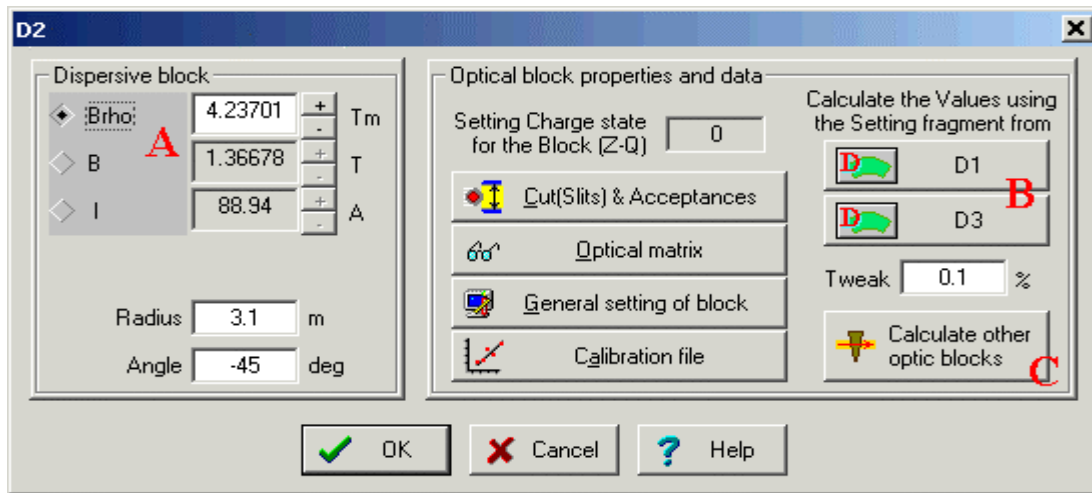 D2
Dispersive block
Brho
4.23701
+
-
Tm
A
B
1.36678
+
-
T
I
88.94
+
-
A
Radius
3.1
m
Angle
-45
deg
Optical block properties and data
Setting Charge state
for the Block (Z-Q)
0
Cut(Slits) & Acceptances
Optical matrix
General setting of block
Calibration file
Calculate the Values using
the Setting fragment from
D
D1
B
D
D3
Tweak
0.1
%
Calculate other
optic blocks
C
OK
Cancel
? Help